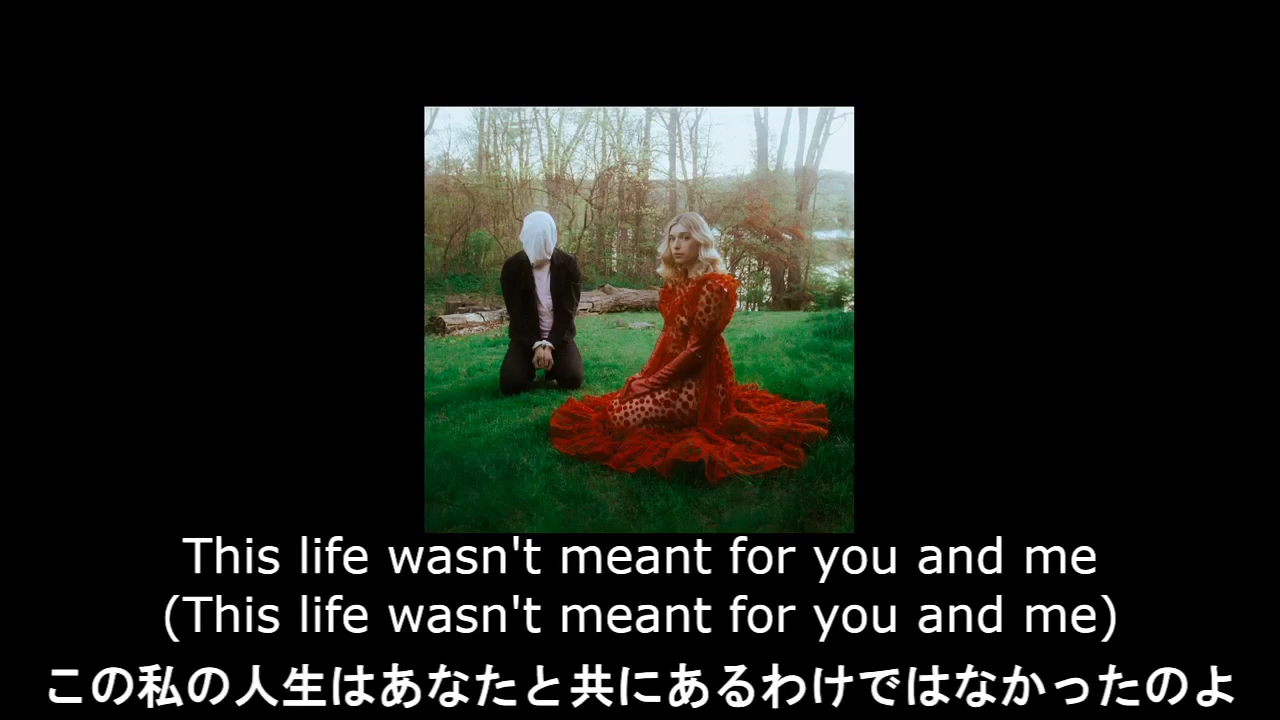 This life wasn't meant for you and me
(This life wasn't meant for you and me)
この私の人生はあなたと共にあるわけではなかったのよ